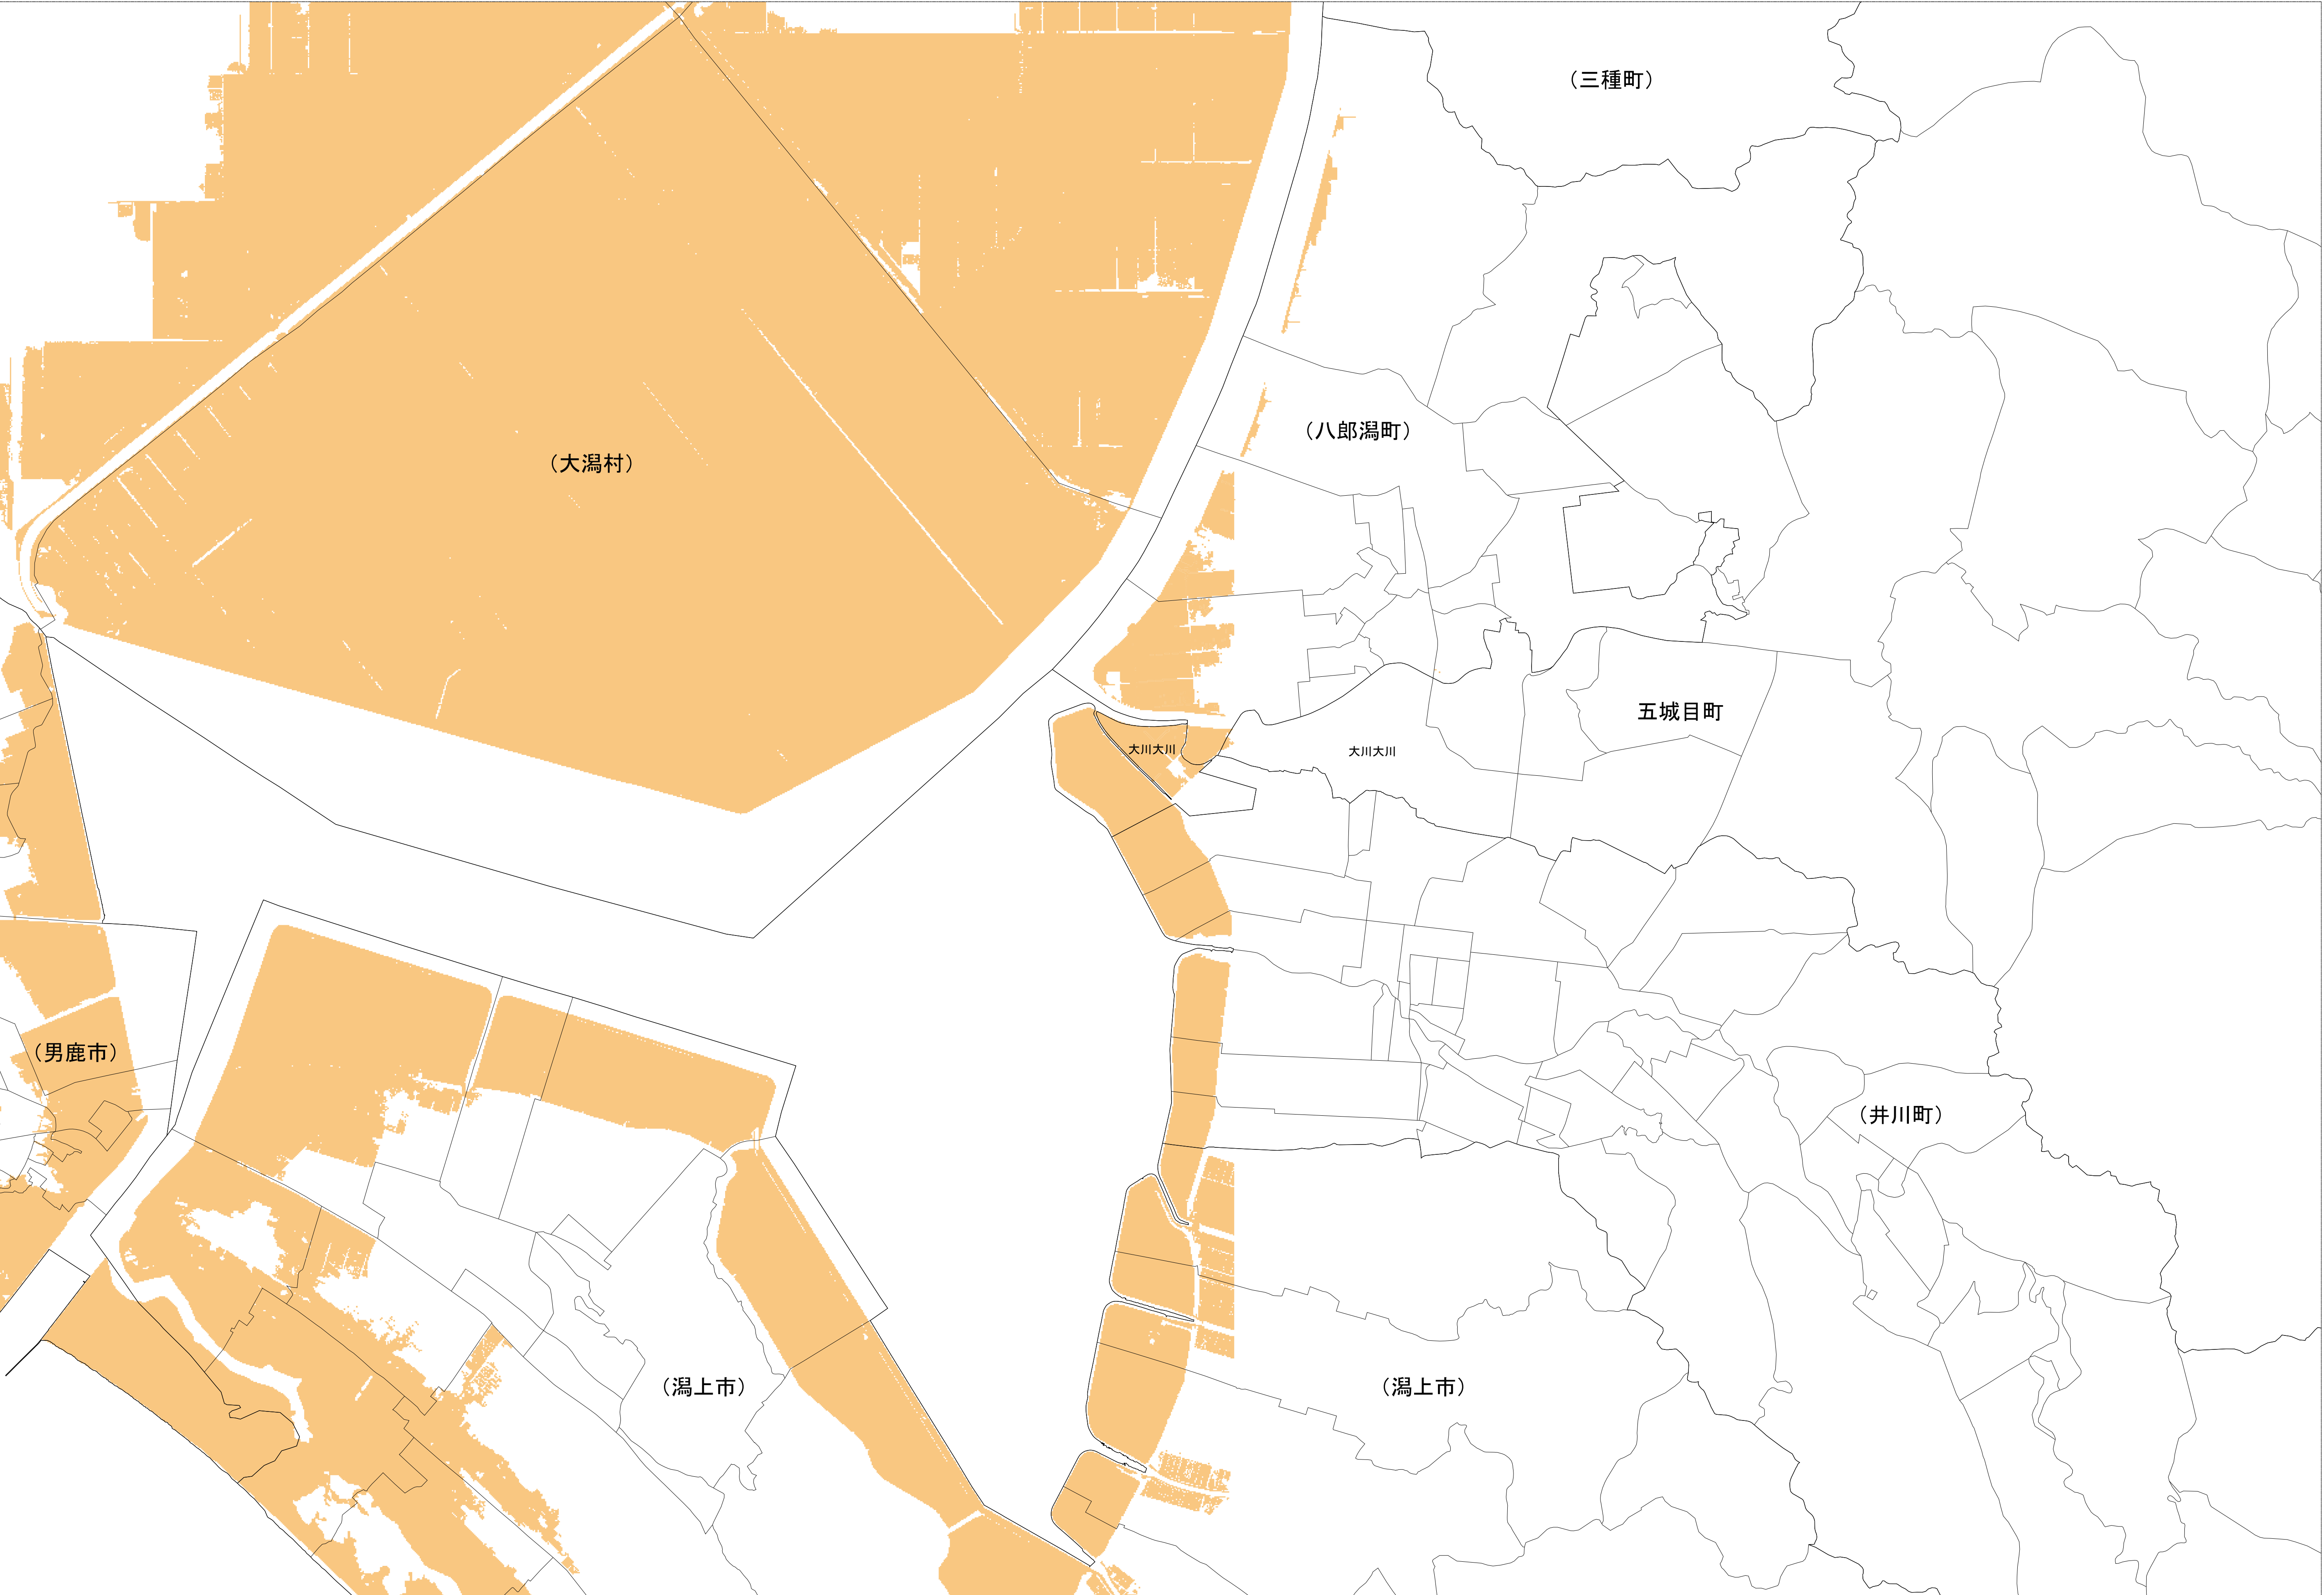 （三種町）
（八郎潟町）
（大潟村）
五城目町
大川大川
大川大川
（男鹿市）
（井川町）
（潟上市）
（潟上市）